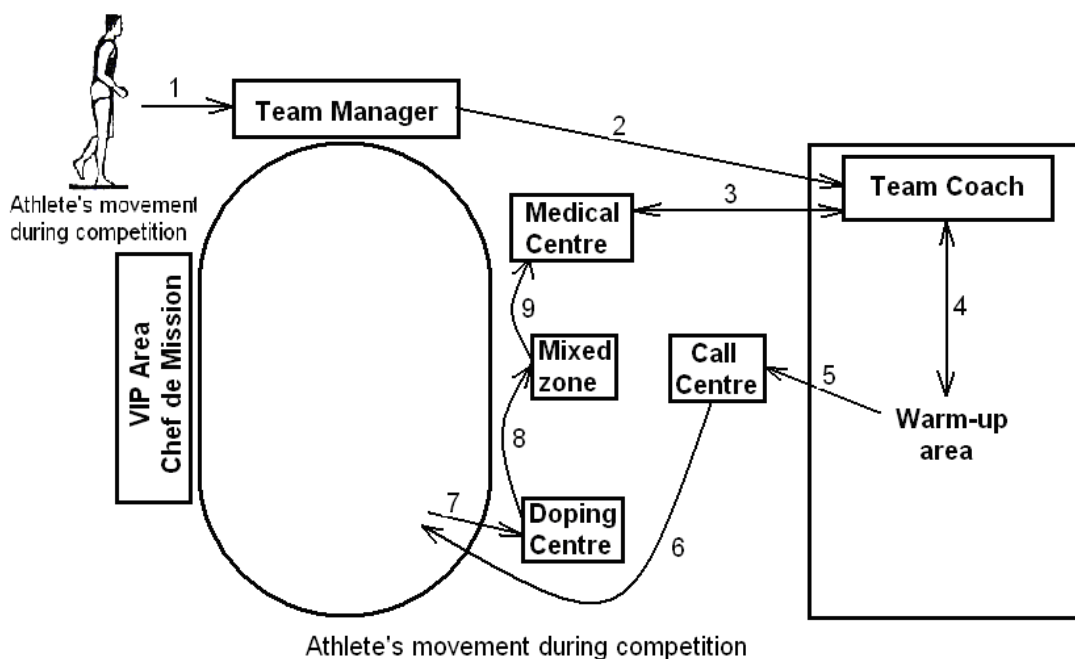 1
Team Manager
2
Team Coach
Athlete's movement
during competition
Medical
Centre
3
VIP Area
Chef de Mission
9
4
Mixed
zone
Call
Centre
5
Warm-up
area
8
7
Doping
Centre
6
Athlete's movement during competition